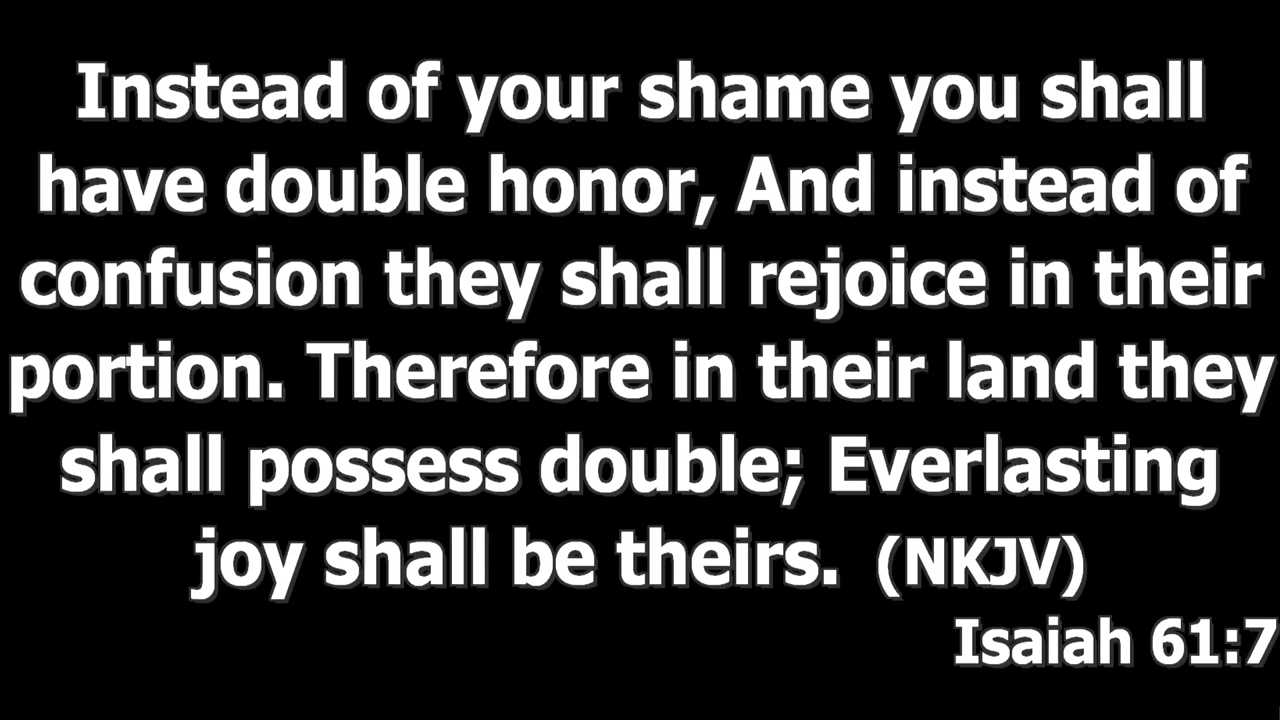 Instead of your shame you shall
have double honor, And instead of
confusion they shall rejoice in their
portion. Therefore in their land they
shall possess double; Everlasting
joy shall be theirs. (NKJV)
Isaiah 61:7